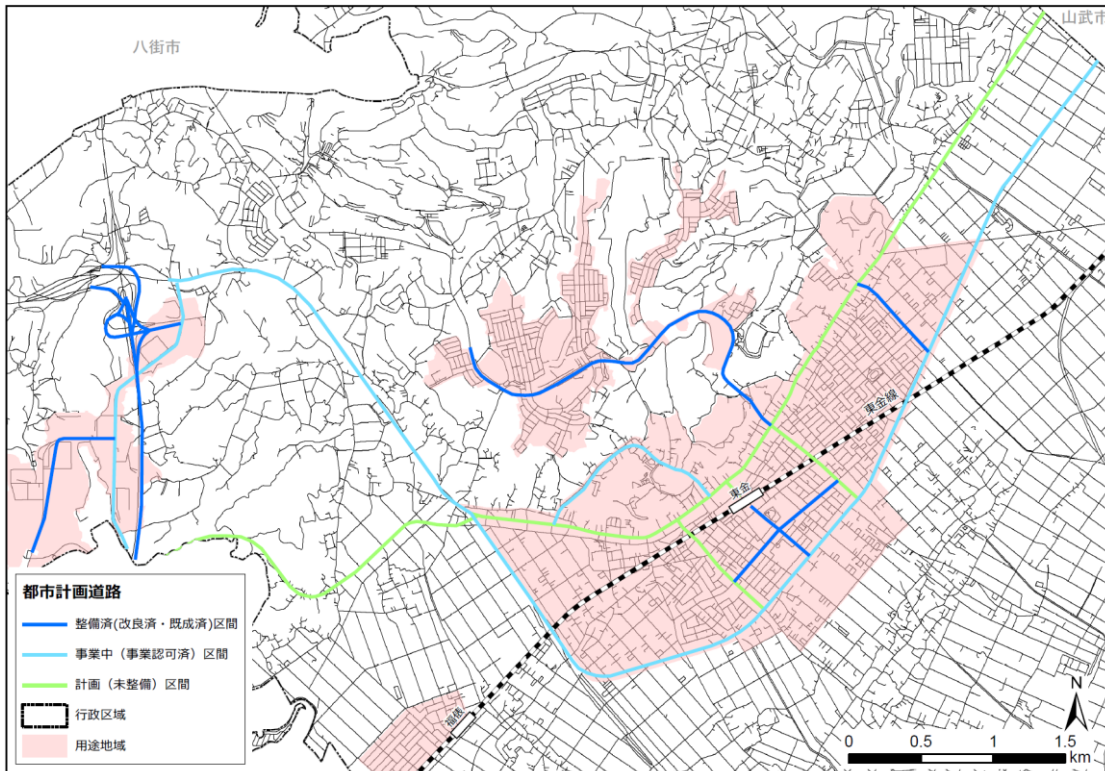 八街市
山武市
東金線
東金
福俵
都市計画道路
整備済(改良済・既成済)区間
事業中（事業認可済）区間
計画（未整備）区間
行政区域
用途地域
N
0 0.5 1 1.5
km